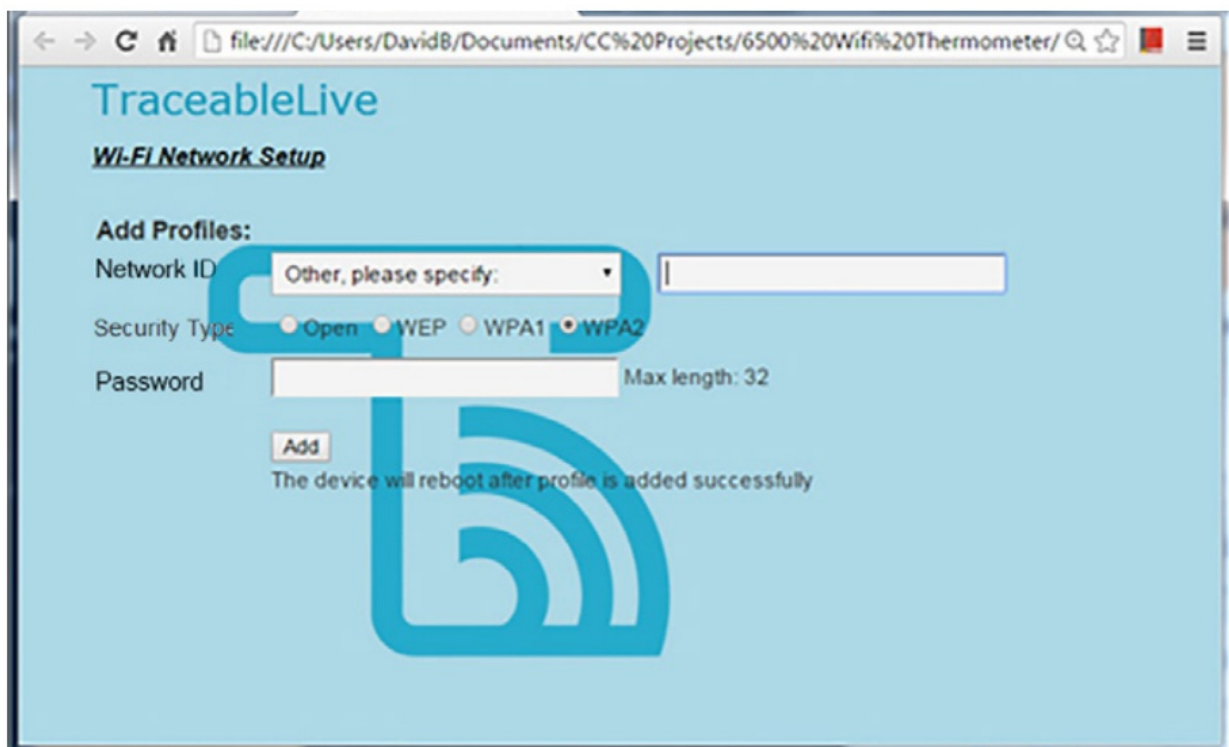 file:///C:/Users/DavidB/Documents/CC%20Projects/6500%20Wifi%20Thermometer/
TraceableLive
Wi-Fi Network Setup
Add Profiles:
Network ID Other, please specify:
Security Type Open WEP WPA1 WPA2
Password Max length: 32
Add
The device will reboot after profile is added successfully